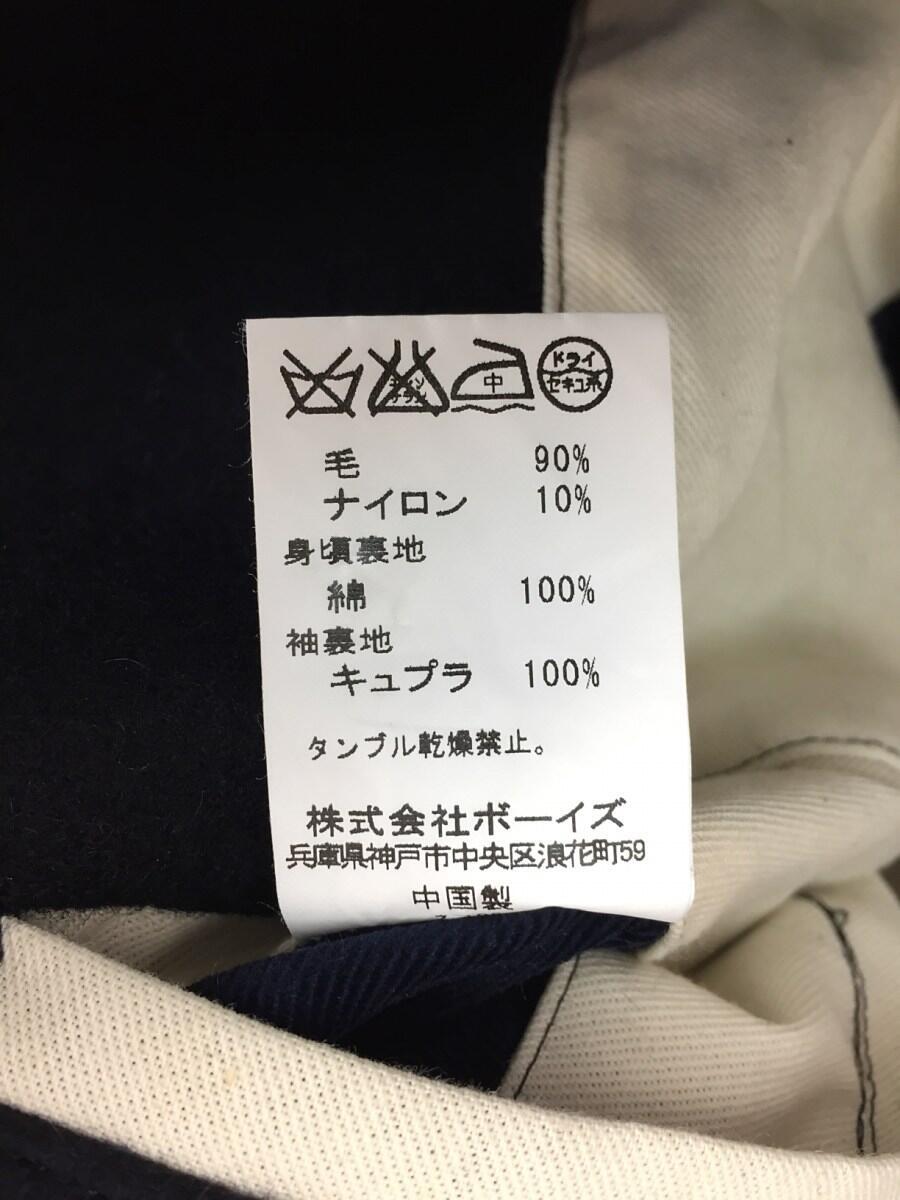 中
ドライ
セキユ系
毛 90%
ナイロン 10%
身頃裏地
綿 100%
袖裏地
キュプラ 100%
タンブル乾燥禁止。
株式会社ボーイズ
兵庫県神戸市中央区浪花町59
中国製